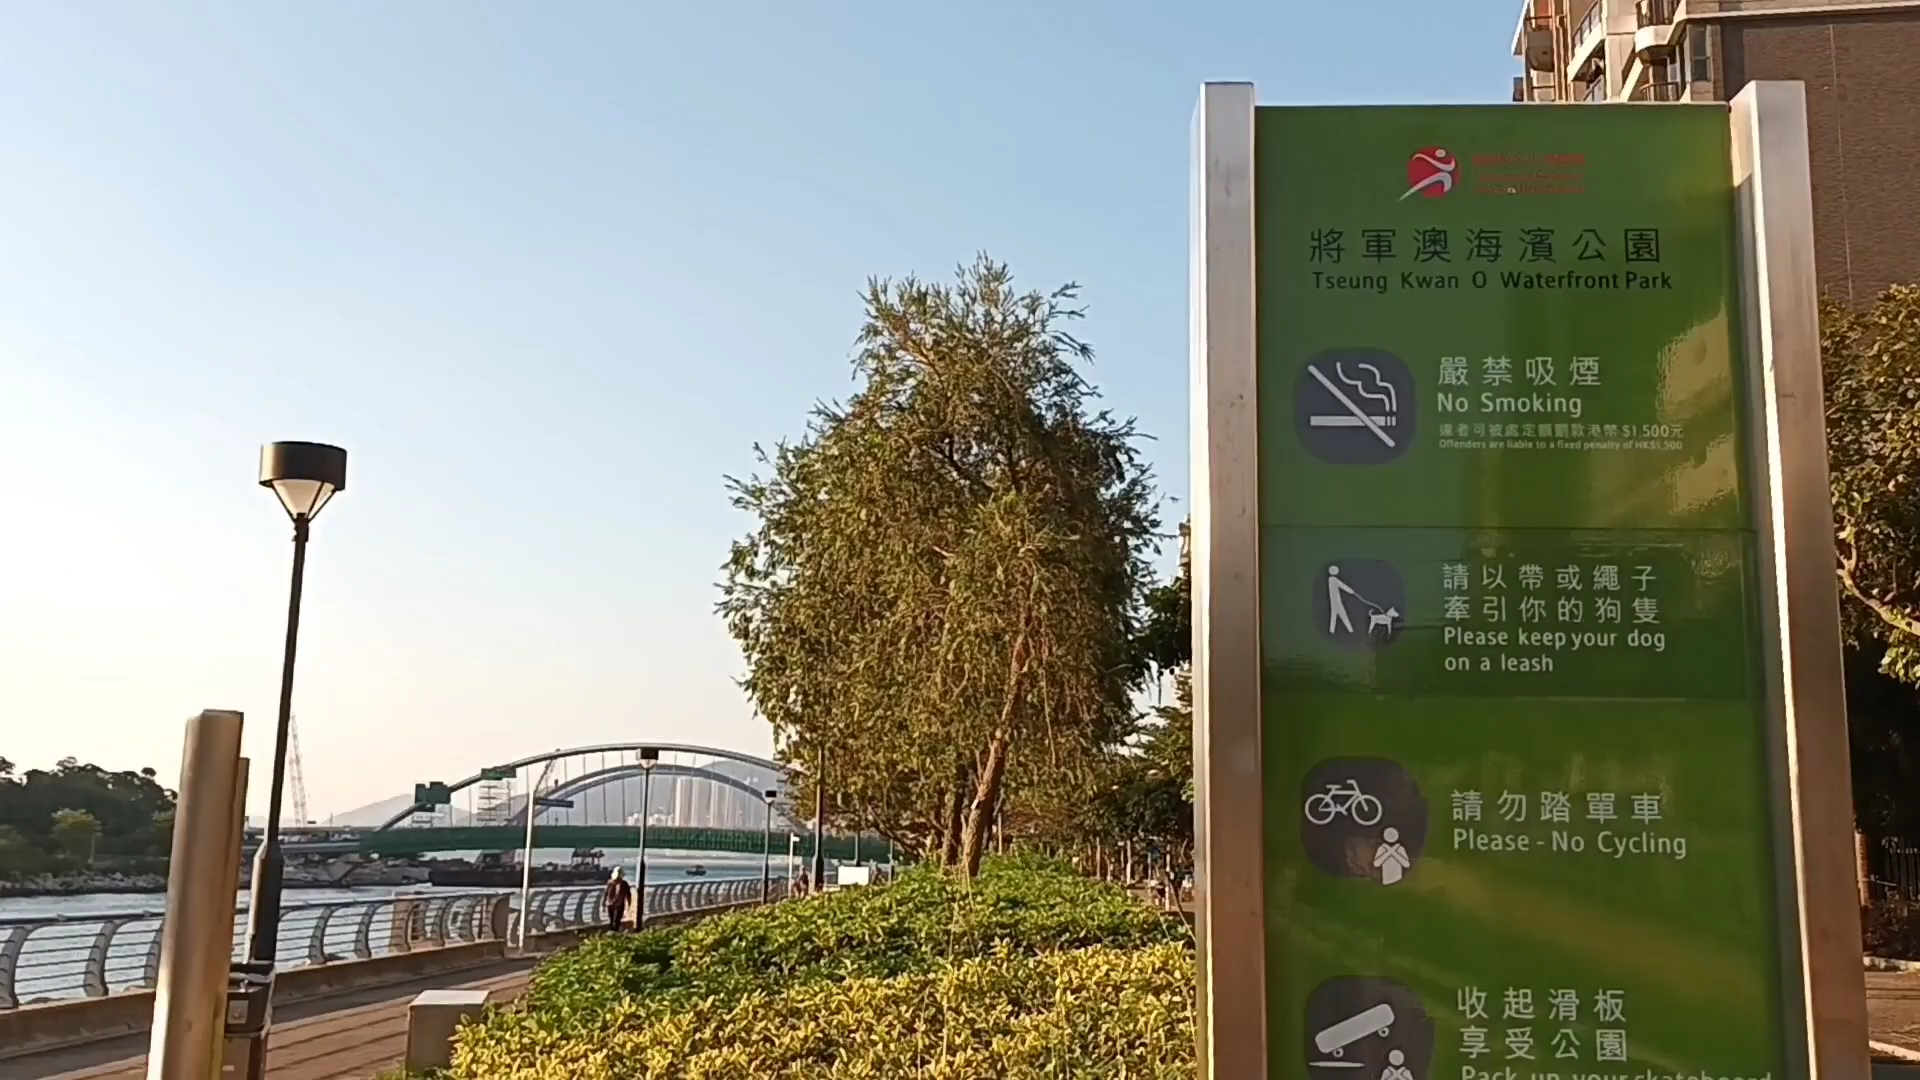 將軍澳海濱公園
Tseung Kwan O Waterfront Park
嚴禁吸煙
No Smoking
違者可被處定額罰款港幣$1,500元
Offenders are liable to a fixed penalty of HK$1,500
請以帶或繩子
牽引你的狗隻
Please keep your dog
on a leash
請勿踏單車
Please - No Cycling
收起滑板
享受公園
Pack up your skateboard